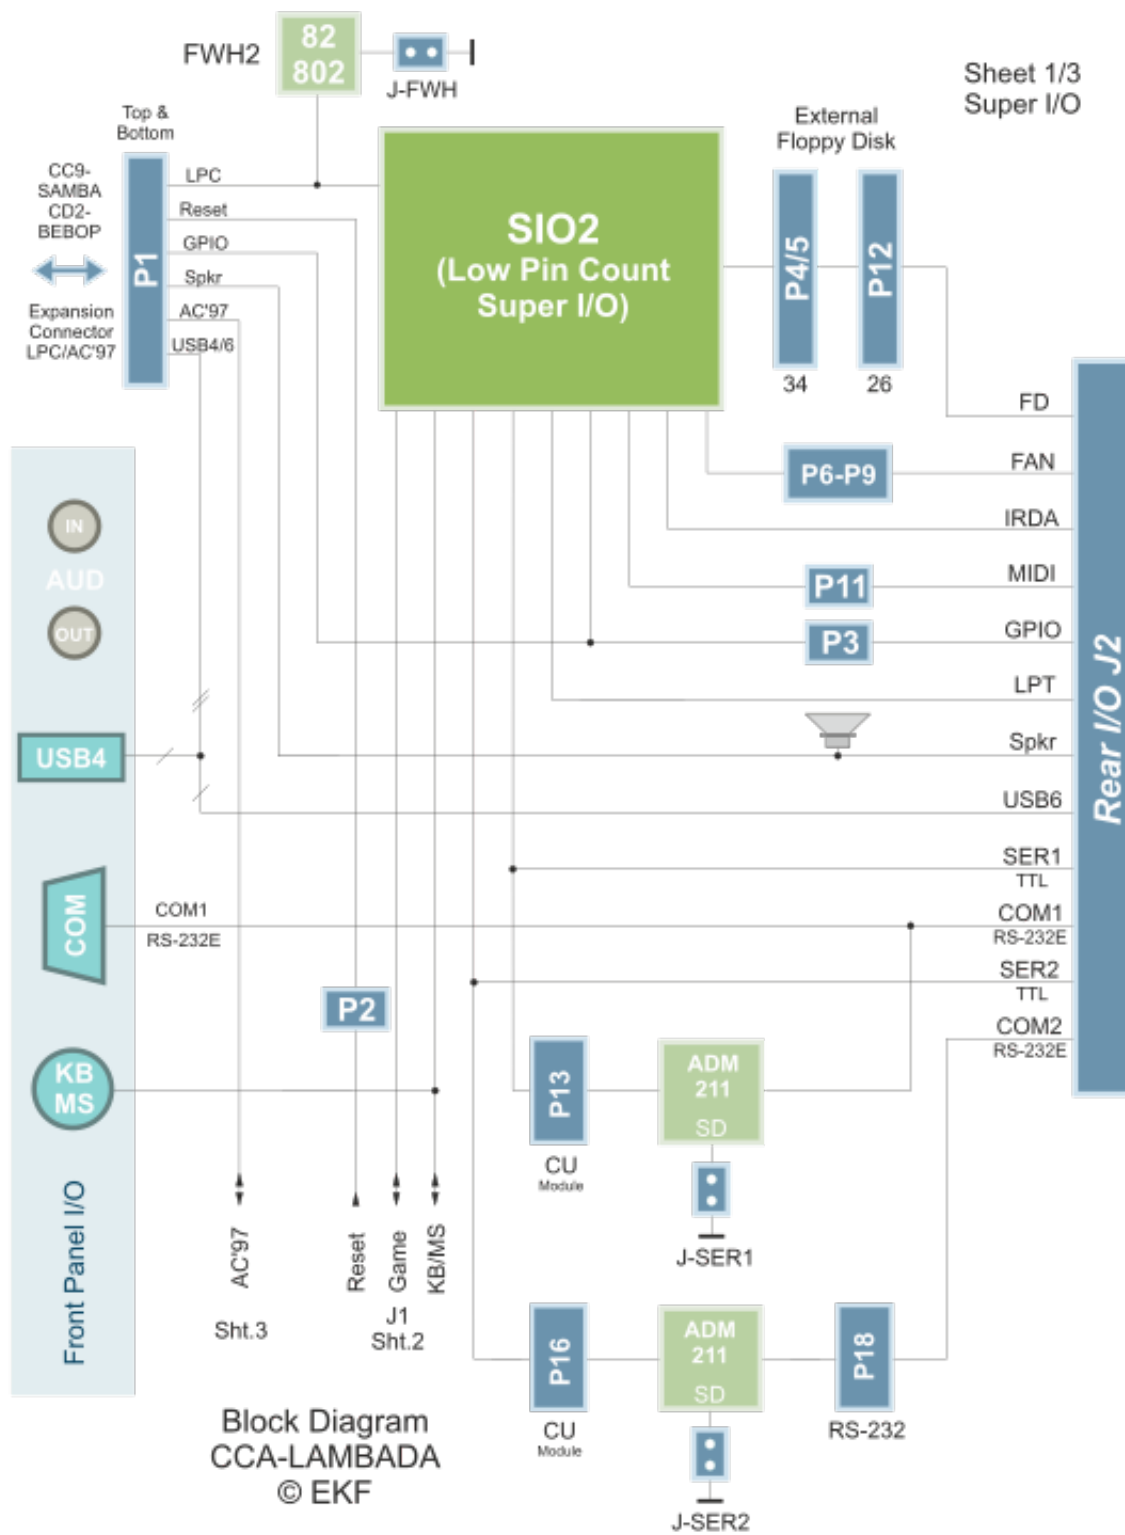 82
802
FWH2
J-FWH
Sheet 1/3
Super I/O
Top &
Bottom
External
Floppy Disk
CC9-
SAMBA
CD2-
BEBOP
Expansion
Connector
LPC/AC'97
P1
LPC
Reset
GPIO
Spkr
AC'97
USB4/6
SIO2
(Low Pin Count
Super I/O)
P4/5
P12
34
26
FD
FAN
IRDA
MIDI
GPIO
LPT
Spkr
USB6
SER1
TTL
COM1
RS-232E
SER2
TTL
COM2
RS-232E
Rear I/O J2
P6-P9
P11
P3
IN
AUD
OUT
USB4
COM
COM1
RS-232E
KB
MS
Front Panel I/O
P2
P13
CU
Module
ADM
211
SD
J-SER1
AC'97
Reset
Game
KB/MS
Sht.3
J1
Sht.2
P16
CU
Module
ADM
211
SD
J-SER2
P18
RS-232
Block Diagram
CCA-LAMBADA
© EKF